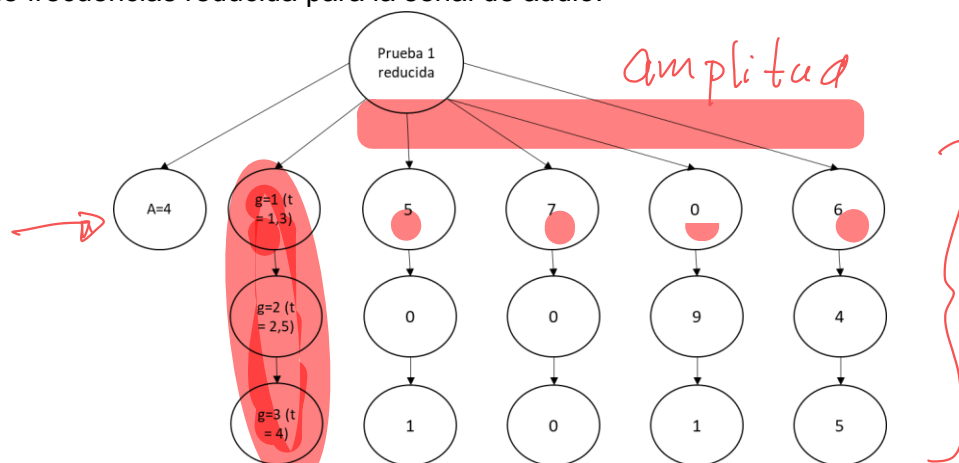 de frecuencias reducida para la señal de audio.
Prueba 1
reducida
amplitud
A=4
g=1 (t
= 1,3)
5
7
0
6
g=2 (t
= 2,5)
0
0
9
4
g=3 (t
= 4)
1
0
1
5